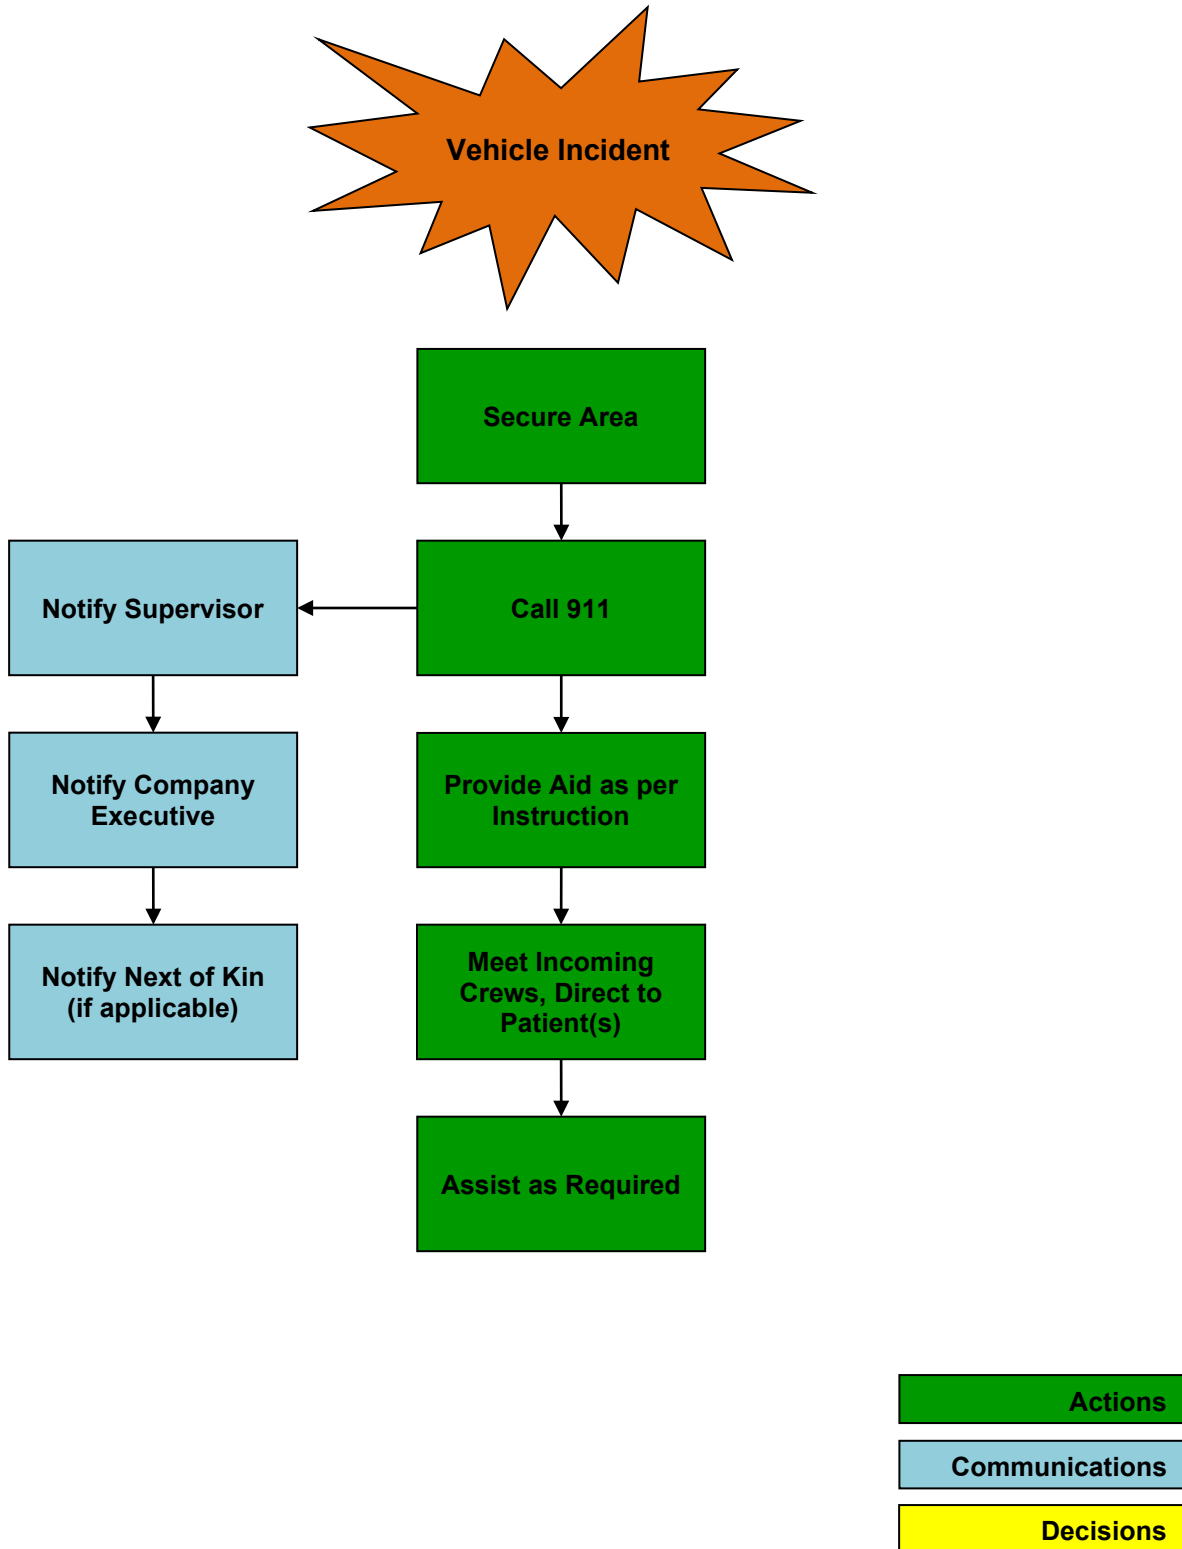 Vehicle Incident
Secure Area
Notify Supervisor
Call 911
Notify Company
Executive
Provide Aid as per
Instruction
Notify Next of Kin
(if applicable)
Meet Incoming
Crews, Direct to
Patient(s)
Assist as Required
Actions
Communications
Decisions